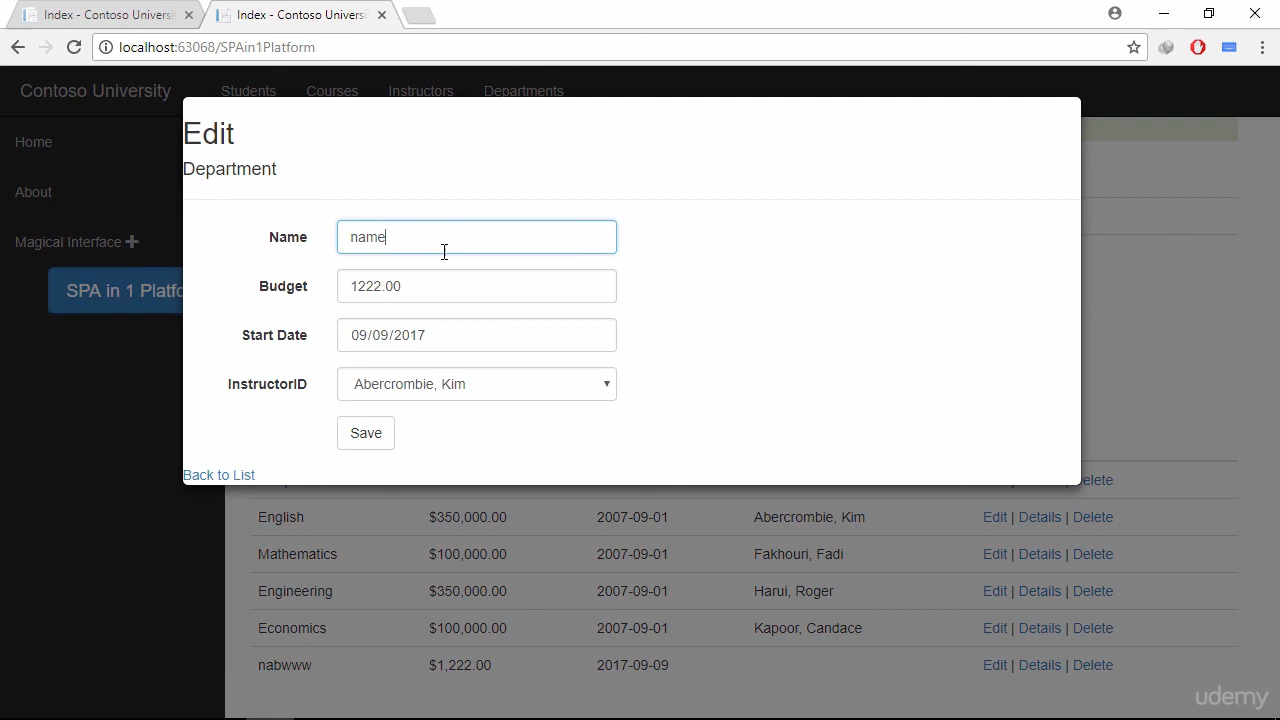 Index - Contoso Universi
Index - Contoso Universi
localhost:63068/SPAin1Platform
Contoso University
Students
Courses
Instructors
Departments
Home
About
Magical Interface
SPA in 1 Platfo
Edit
Department
Name
name
Budget
1222.00
Start Date
09/09/2017
InstructorID
Abercrombie, Kim
Save
Back to List
Delete
English $350,000.00 2007-09-01 Abercrombie, Kim Edit | Details | Delete
Mathematics $100,000.00 2007-09-01 Fakhouri, Fadi Edit | Details | Delete
Engineering $350,000.00 2007-09-01 Harui, Roger Edit | Details | Delete
Economics $100,000.00 2007-09-01 Kapoor, Candace Edit | Details | Delete
nabwww $1,222.00 2017-09-09 Edit | Details | Delete
udemy